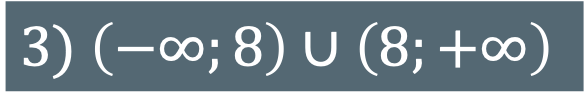 3) (−∞; 8) ∪ (8; +∞)